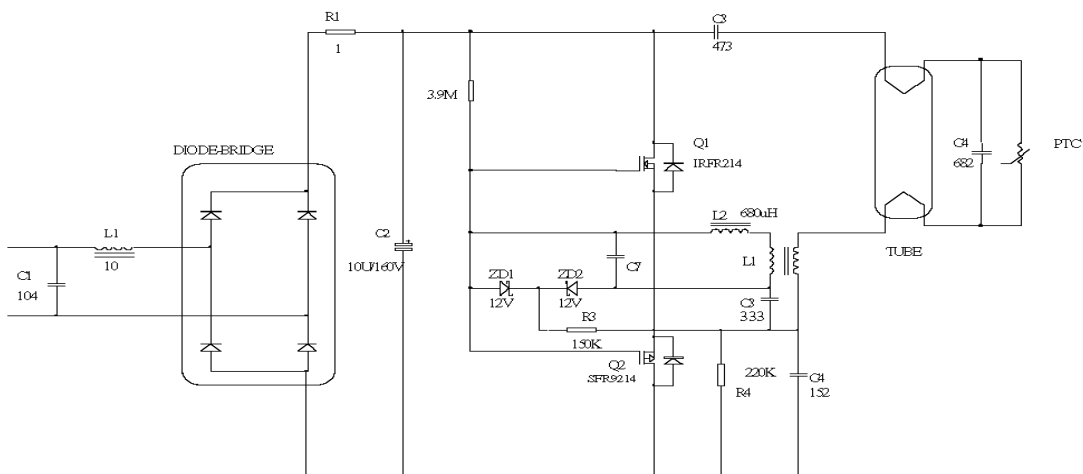 R1
1
C3
473
3.9M
Q1
IRFR214
C4
682
PTC
DIODE-BRIDGE
L2
680uH
L1
10
C2
10U/160V
TUBE
C1
104
C7
L1
ZD1
12V
ZD2
12V
C3
333
R3
150K
Q2
SFR9214
220K
R4
C4
152